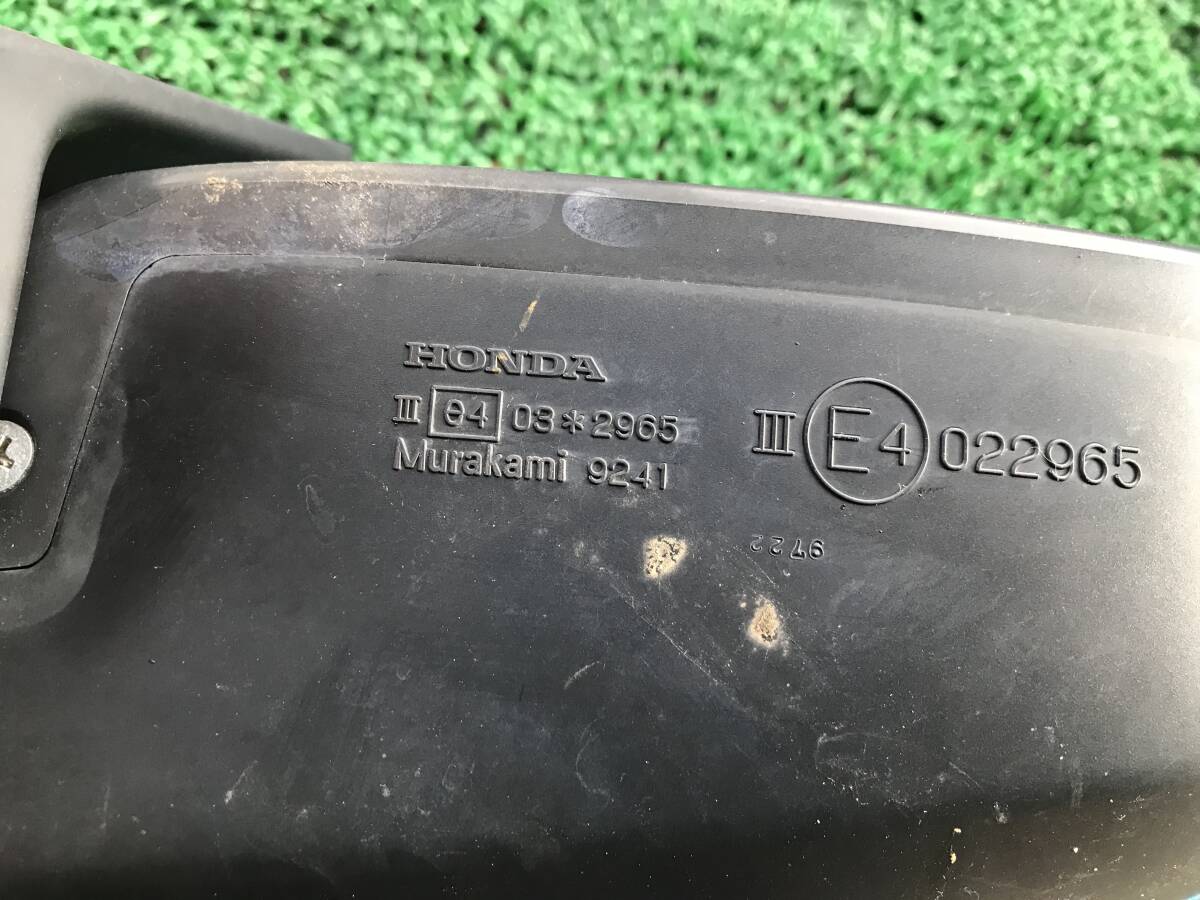 HONDA
III e4 03*2965
Murakami 9241
III E4 022965
9722